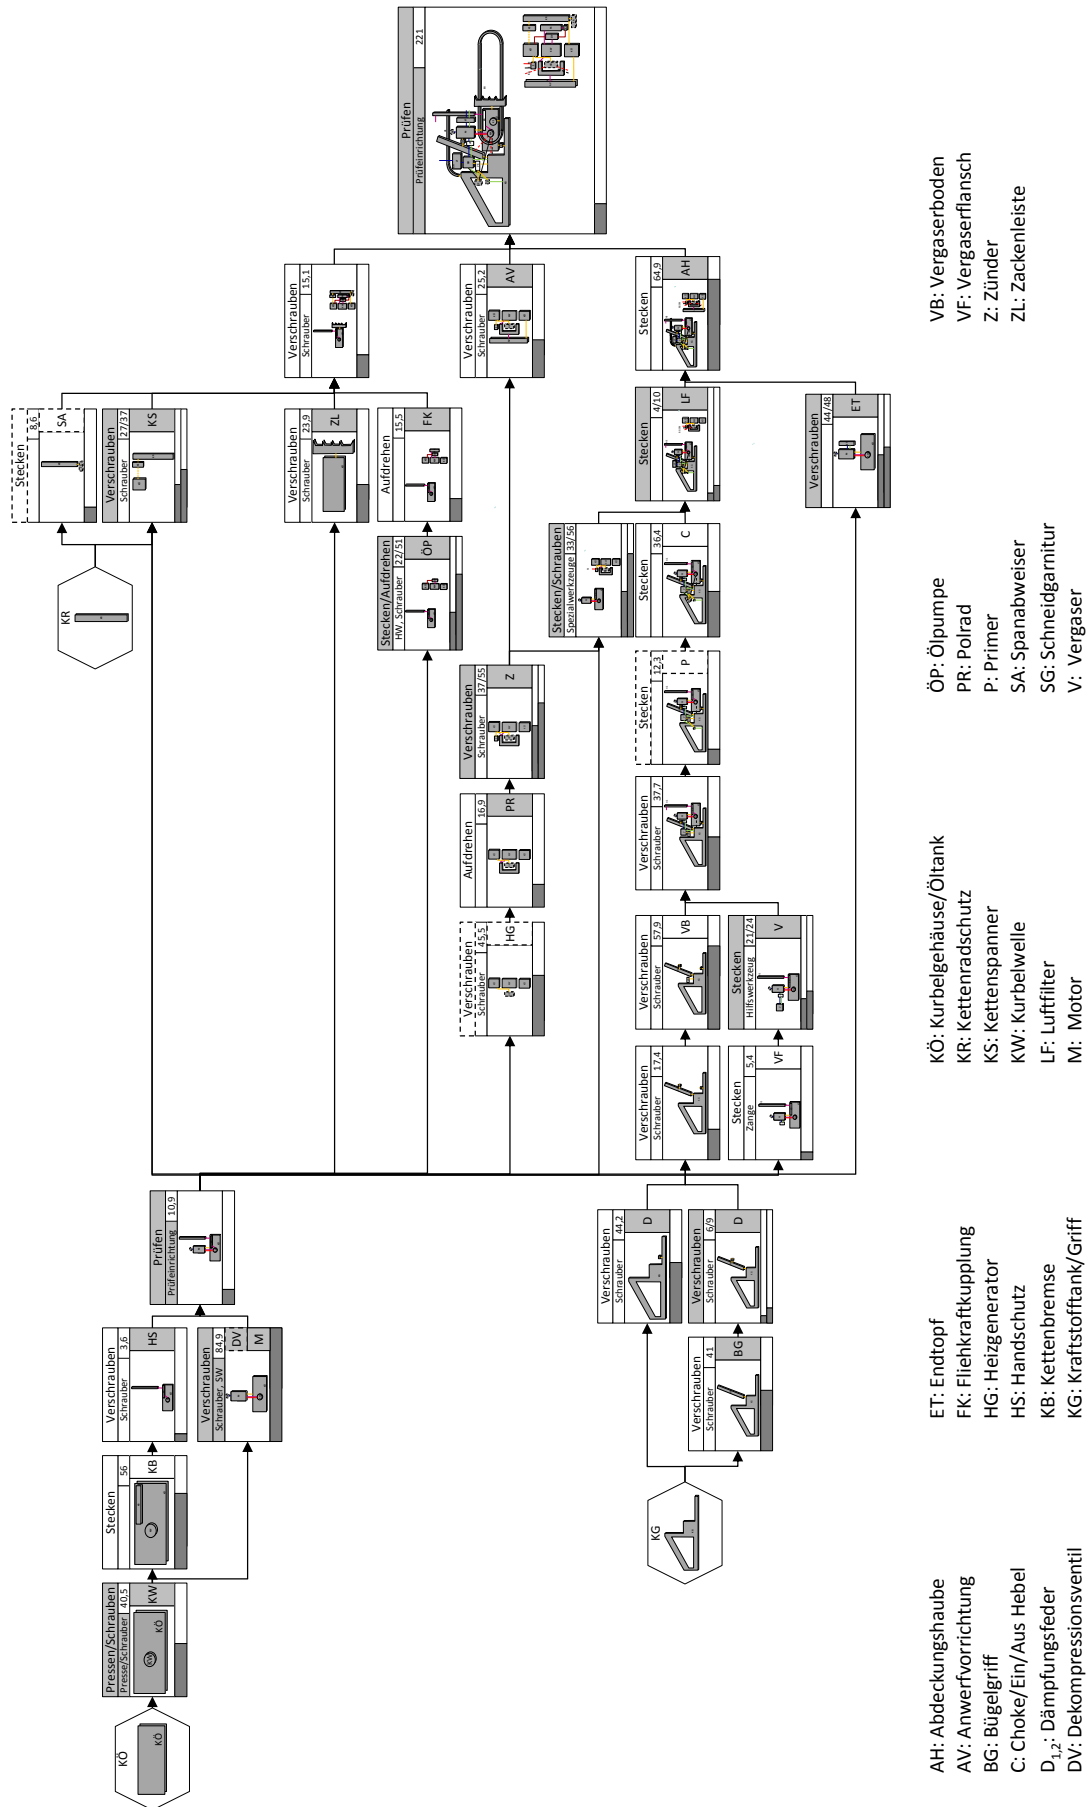 KÖ
KÖ
Pressen/Schrauben
Presse/Schrauber 40,5
KW
KW
KÖ
Stecken
56
KB
Verschrauben
Schrauber 3,6
HS
Verschrauben
Schrauber, SW 84,9
DV
M
Prüfen
Prüfeinrichtung 10,9
KG
Verschrauben
Schrauber 41
BG
Verschrauben
Schrauber 44,2
D
Verschrauben
Schrauber 6/9
D
KR
Stecken
8,6
SA
Verschrauben
Schrauber 27/37
KS
Verschrauben
Schrauber 23,9
ZL
Stecken/Aufdrehen
HW, Schrauber 22/51
ÖP
Aufdrehen
15,5
FK
Verschrauben
Schrauber 15,1
Verschrauben
Schrauber 45,5
HG
Aufdrehen
16,9
PR
Verschrauben
Schrauber 37/55
Z
Verschrauben
Schrauber 25,2
AV
Stecken/Schrauben
Spezialwerkzeuge 33/56
Verschrauben
Schrauber 17,4
Verschrauben
Schrauber 57,9
VB
Stecken
Zange 5,4
VF
Stecken
Hilfswerkzeug 21/24
V
Verschrauben
Schrauber 37,7
Stecken
12,3
P
Stecken
36,4
C
Stecken
4/10
LF
Verschrauben
44/48
ET
Stecken
64,9
AH
Prüfen
Prüfeinrichtung 221
AH: Abdeckungshaube
AV: Anwerfvorrichtung
BG: Bügelgriff
C: Choke/Ein/Aus Hebel
D1,2: Dämpfungsfeder
DV: Dekompressionsventil
ET: Endtopf
FK: Fliehkraftkupplung
HG: Heizgenerator
HS: Handschutz
KB: Kettenbremse
KG: Kraftstofftank/Griff
KÖ: Kurbelgehäuse/Öltank
KR: Kettenradschutz
KS: Kettenspanner
KW: Kurbelwelle
LF: Luftfilter
M: Motor
ÖP: Ölpumpe
PR: Polrad
P: Primer
SA: Spanabweiser
SG: Schneidgarnitur
V: Vergaser
VB: Vergaserboden
VF: Vergaserflansch
Z: Zünder
ZL: Zackenleiste